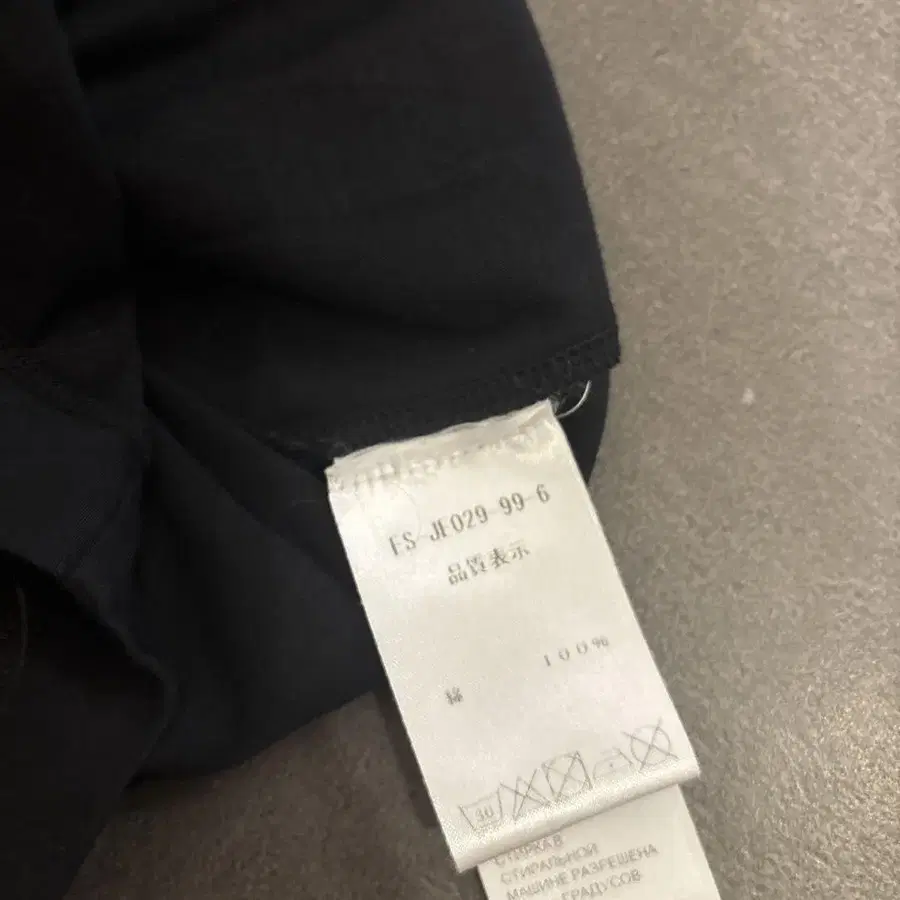 FS-JE029-99-6
品質表示
100%
綿
30
СТИРКА В
СТИРАЛЬНОЙ
МАШИНЕ РАЗРЕШЕНА
ГРАДУСОВ